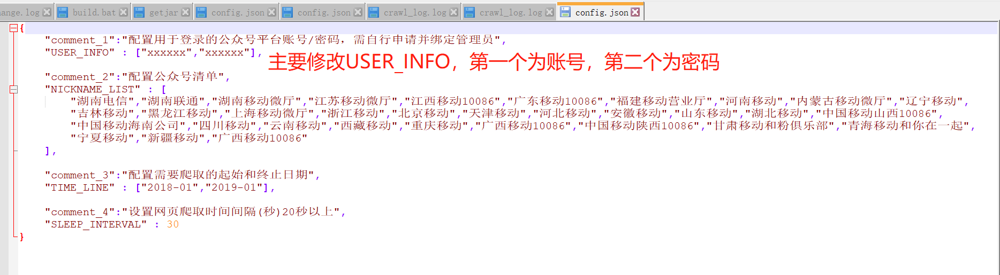 ange.log build.bat getjar config.json config.json crawl_log.log crawl_log.log config.json
{
"comment_1":"配置用于登录的公众号平台账号/密码，需自行申请并绑定管理员",
"USER_INFO" : ["xxxxxx","xxxxxx"],
主要修改USER_INFO，第一个为账号，第二个为密码
"comment_2":"配置公众号清单",
"NICKNAME_LIST" : [
"湖南电信","湖南联通","湖南移动微厅","江苏移动微厅","江西移动10086","广东移动10086","福建移动营业厅","河南移动","内蒙古移动微厅","辽宁移动",
"吉林移动","黑龙江移动","上海移动微厅","浙江移动","北京移动","天津移动","河北移动","安徽移动","山东移动","湖北移动","中国移动山西10086",
"中国移动海南公司","四川移动","云南移动","西藏移动","重庆移动","广西移动10086","中国移动陕西10086","甘肃移动和粉俱乐部","青海移动和你在一起",
"宁夏移动","新疆移动","广西移动10086"
],
"comment_3":"配置需要爬取的起始和终止日期",
"TIME_LINE" : ["2018-01","2019-01"],
"comment_4":"设置网页爬取时间间隔(秒)20秒以上",
"SLEEP_INTERVAL" : 30
}